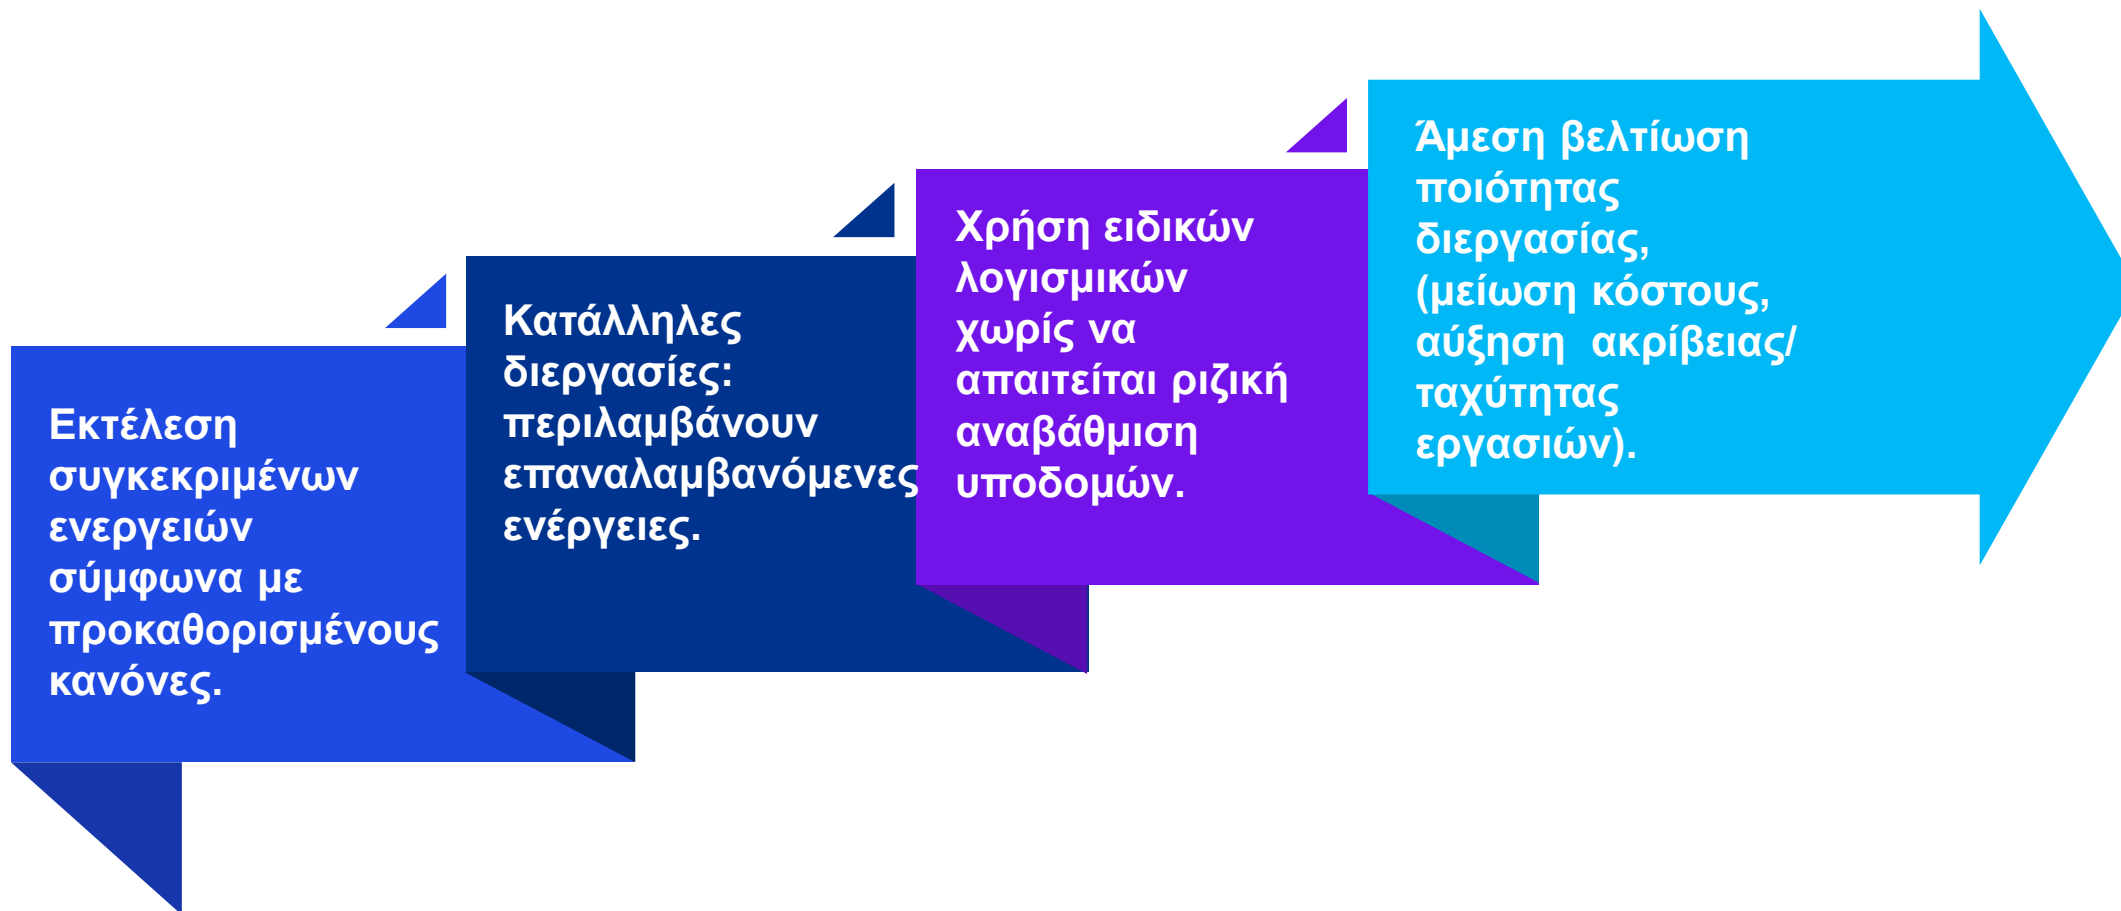 Εκτέλεση
συγκεκριμένων
ενεργειών
σύμφωνα με
προκαθορισμένους
κανόνες.
Κατάλληλες
διεργασίες:
περιλαμβάνουν
επαναλαμβανόμενες
ενέργειες.
Χρήση ειδικών
λογισμικών
χωρίς να
απαιτείται ριζική
αναβάθμιση
υποδομών.
Άμεση βελτίωση
ποιότητας
διεργασίας,
(μείωση κόστους,
αύξηση  ακρίβειας/
ταχύτητας
εργασιών).